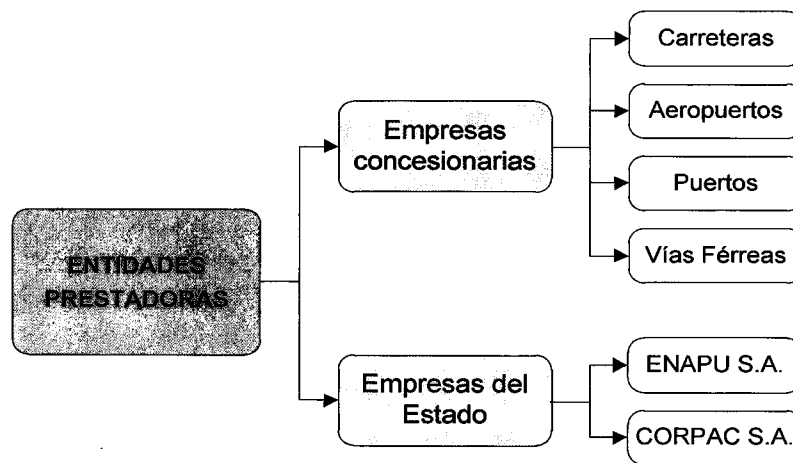 ENTIDADES
PRESTADORAS
Empresas
concesionarias
Carreteras
Aeropuertos
Puertos
Vías Férreas
Empresas del
Estado
ENAPU S.A.
CORPAC S.A.